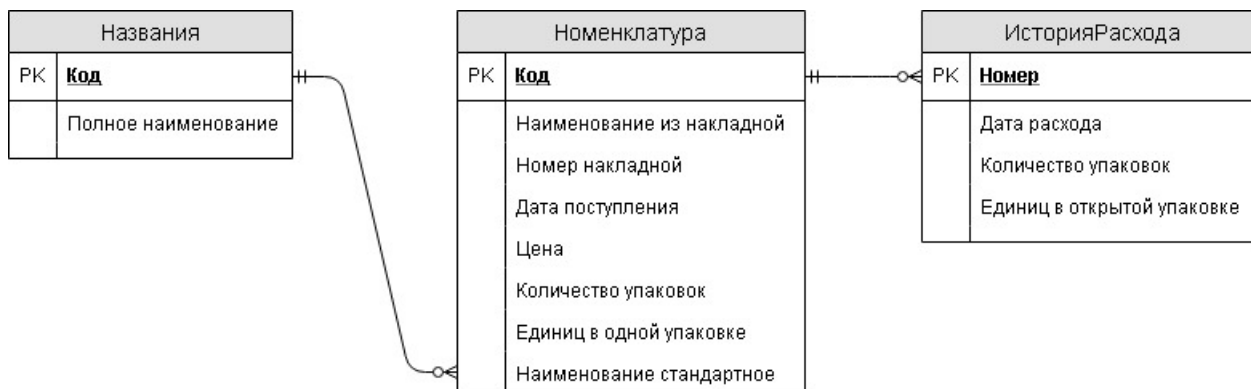 Названия
PK Код
Полное наименование
Номенклатура
PK Код
Наименование из накладной
Номер накладной
Дата поступления
Цена
Количество упаковок
Единиц в одной упаковке
Наименование стандартное
ИсторияРасхода
PK Номер
Дата расхода
Количество упаковок
Единиц в открытой упаковке